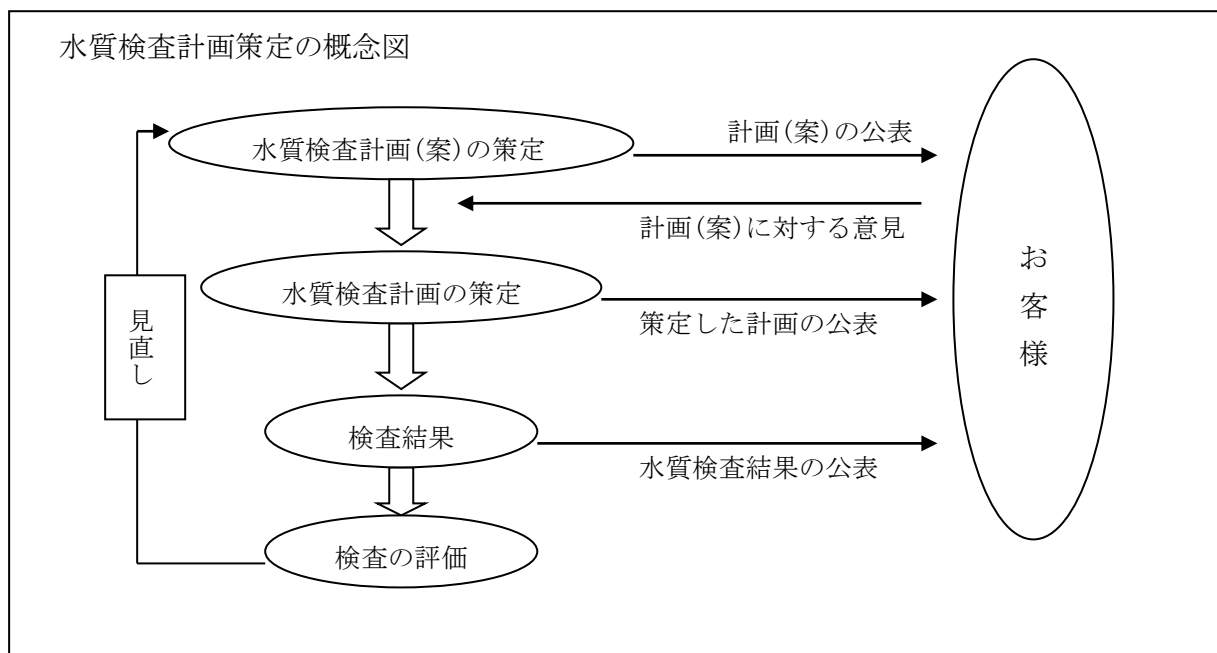 水質検査計画策定の概念図
水質検査計画(案)の策定
計画(案)の公表
計画(案)に対する意見
水質検査計画の策定
策定した計画の公表
お客様
見直し
検査結果
水質検査結果の公表
検査の評価